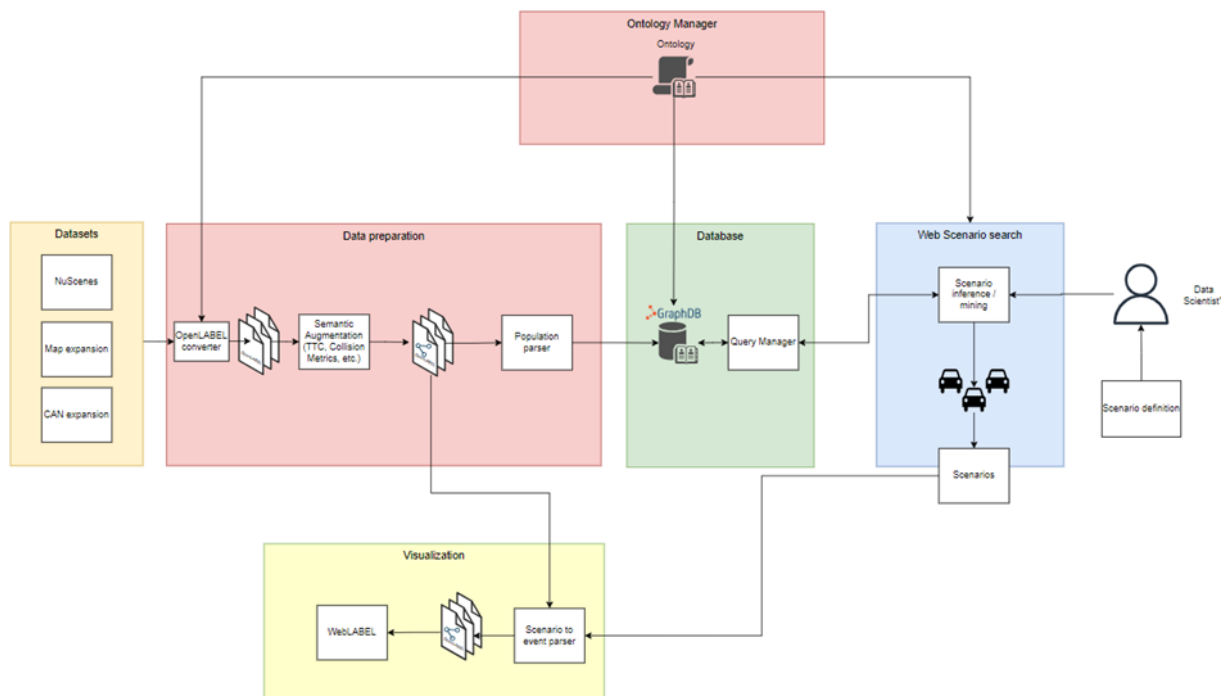 Ontology Manager
Ontology
Datasets
NuScenes
Map expansion
CAN expansion
Data preparation
OpenLABEL
converter
Semantic
Augmentation
(TTC, Collision
Metrics, etc.)
Population
parser
Database
GraphDB
Query Manager
Web Scenario search
Scenario
inference /
mining
Scenarios
Data
Scientist'
Scenario definition
Visualization
WebLABEL
Scenario to
event parser